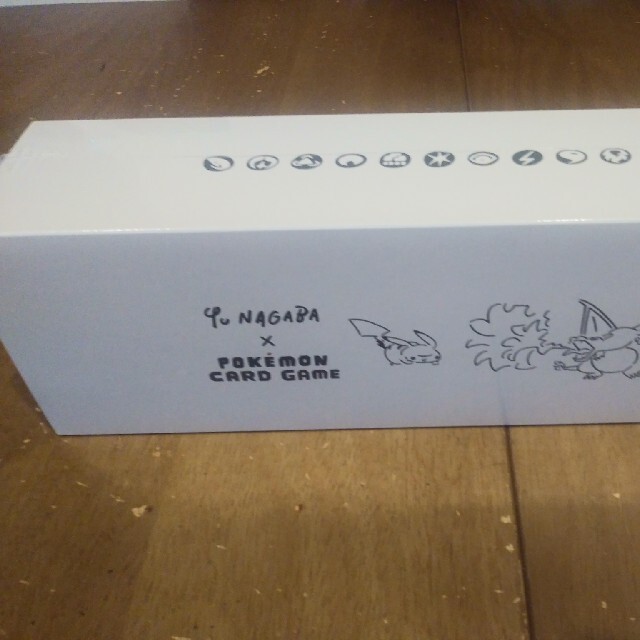 Yu NAGABA
×
POKÉMON
CARD GAME